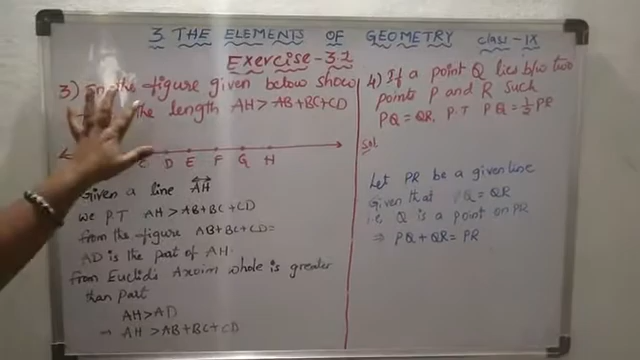 3. THE ELEMENTS OF GEOMETRY class-IX
Exercise-3.1
3) In the figure given below show
the length AH > AB+BC+CD
C D E F G H
Given a line AH
we P.T AH > AB+BC+CD
from the figure AB+BC+CD=
AD is the part of AH.
from Euclid's Axoim whole is greater
than part
AH > AD
⇒ AH > AB+BC+CD
4) If a point Q lies b/w two
points P and R such
PQ = QR, P.T PQ = 1/2 PR
Sol
Let PR be a given line
Given that PQ = QR
i.e Q is a point on PR
⇒ PQ + QR = PR